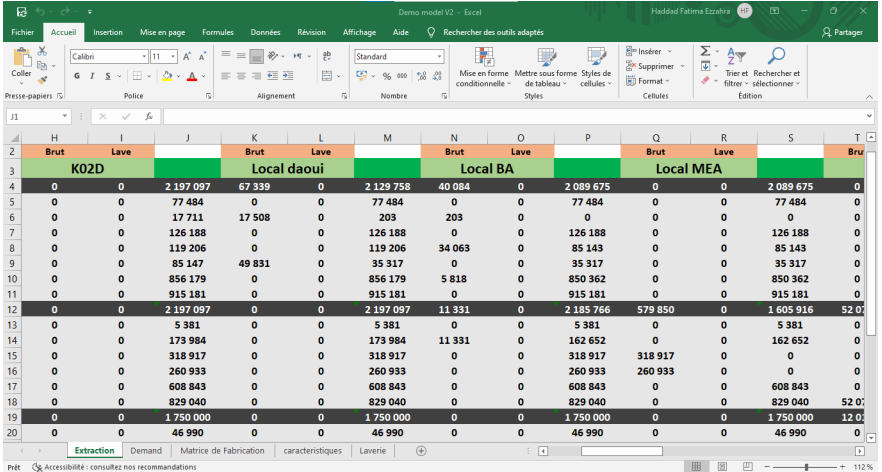 Demo model V2 - Excel
Haddad Fatima Ezzahra HF
Fichier Accueil Insertion Mise en page Formules Données Révision Affichage Aide Rechercher des outils adaptés Partager
Coller Calibri 11 A A ab Standard Mise en forme conditionnelle Mettre sous forme de tableau Styles de cellules Insérer Supprimer Format Trier et filtrer Rechercher et sélectionner
G I S A % 000
Presse-papiers Police Alignement Nombre Styles Cellules Édition
J1 fx
H I J K L M N O P Q R S T
2 Brut Lave Brut Lave Brut Lave Brut Lave Bru
3 K02D Local daoui Local BA Local MEA
4 0 0 2 197 097 67 339 0 2 129 758 40 084 0 2 089 675 0 0 2 089 675 0
5 0 0 77 484 0 0 77 484 0 0 77 484 0 0 77 484 0
6 0 0 17 711 17 508 0 203 203 0 0 0 0 0 0
7 0 0 126 188 0 0 126 188 0 0 126 188 0 0 126 188 0
8 0 0 119 206 0 0 119 206 34 063 0 85 143 0 0 85 143 0
9 0 0 85 147 49 831 0 35 317 0 0 35 317 0 0 35 317 0
10 0 0 856 179 0 0 856 179 5 818 0 850 362 0 0 850 362 0
11 0 0 915 181 0 0 915 181 0 0 915 181 0 0 915 181 0
12 0 0 2 197 097 0 0 2 197 097 11 331 0 2 185 766 579 850 0 1 605 916 52 07
13 0 0 5 381 0 0 5 381 0 0 5 381 0 0 5 381 0
14 0 0 173 984 0 0 173 984 11 331 0 162 652 0 0 162 652 0
15 0 0 318 917 0 0 318 917 0 0 318 917 318 917 0 0 0
16 0 0 260 933 0 0 260 933 0 0 260 933 260 933 0 0 0
17 0 0 608 843 0 0 608 843 0 0 608 843 0 0 608 843 0
18 0 0 829 040 0 0 829 040 0 0 829 040 0 0 829 040 52 07
19 0 0 1 750 000 0 0 1 750 000 0 0 1 750 000 0 0 1 750 000 12 01
20 0 0 46 990 0 0 46 990 0 0 46 990 0 0 46 990 0
Extraction Demand Matrice de Fabrication caracteristiques Laverie
Prêt Accessibilité : consultez nos recommandations 112 %